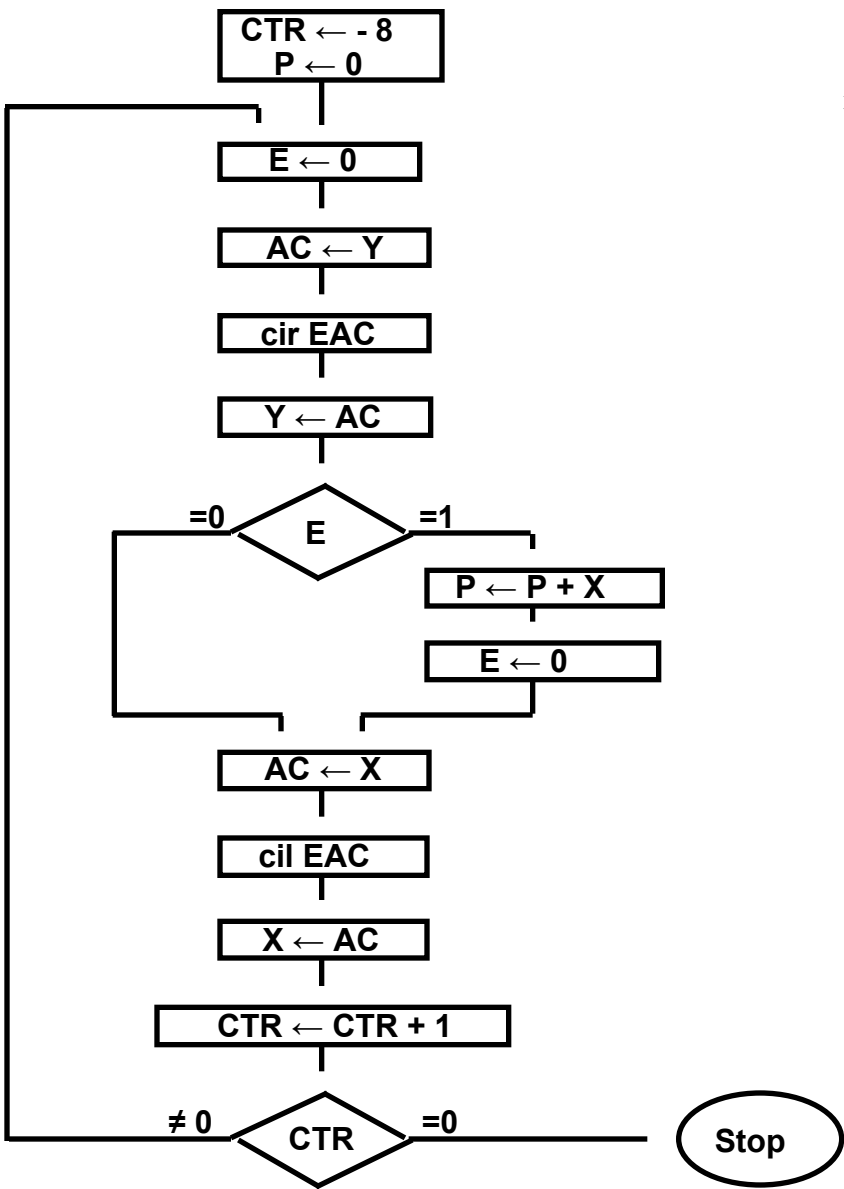 CTR ← - 8
P ← 0
E ← 0
AC ← Y
cir EAC
Y ← AC
=0
E
=1
P ← P + X
E ← 0
AC ← X
cil EAC
X ← AC
CTR ← CTR + 1
≠ 0
CTR
=0
Stop